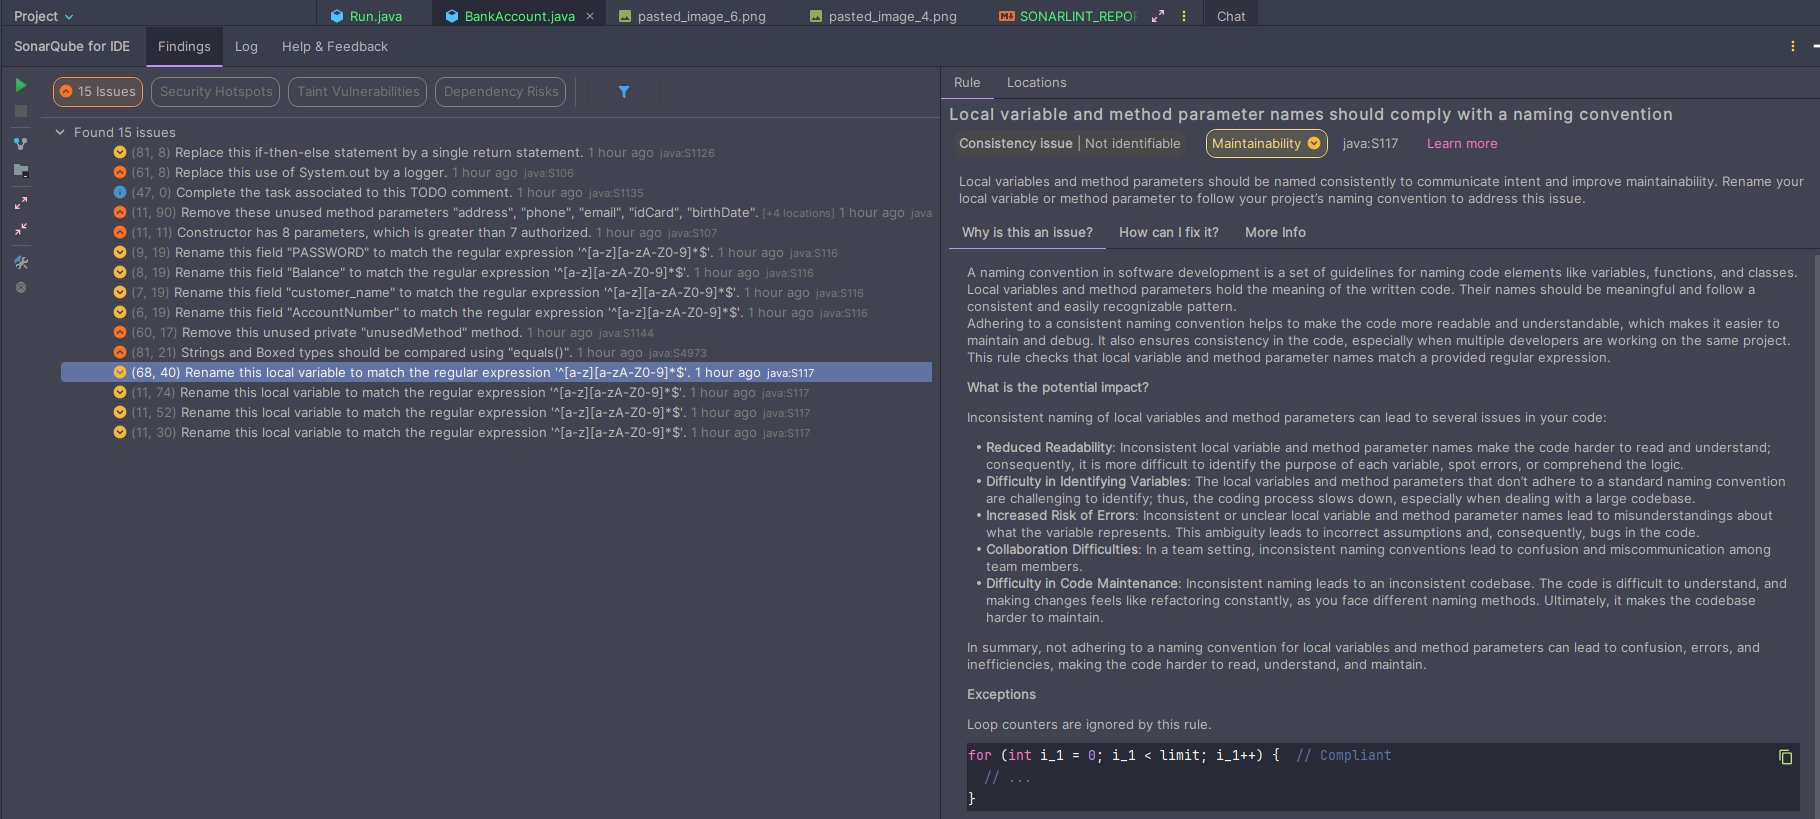 Project
Run.java
BankAccount.java
pasted_image_6.png
pasted_image_4.png
SONARLINT_REPOR
Chat
SonarQube for IDE
Findings
Log
Help & Feedback
15 Issues
Security Hotspots
Taint Vulnerabilities
Dependency Risks
Found 15 issues
(81, 8) Replace this if-then-else statement by a single return statement. 1 hour ago java:S1126
(61, 8) Replace this use of System.out by a logger. 1 hour ago java:S106
(47, 0) Complete the task associated to this TODO comment. 1 hour ago java:S1135
(11, 90) Remove these unused method parameters "address", "phone", "email", "idCard", "birthDate". [+4 locations] 1 hour ago java
(11, 11) Constructor has 8 parameters, which is greater than 7 authorized. 1 hour ago java:S107
(9, 19) Rename this field "PASSWORD" to match the regular expression '^[a-z][a-zA-Z0-9]*$'. 1 hour ago java:S116
(8, 19) Rename this field "Balance" to match the regular expression '^[a-z][a-zA-Z0-9]*$'. 1 hour ago java:S116
(7, 19) Rename this field "customer_name" to match the regular expression '^[a-z][a-zA-Z0-9]*$'. 1 hour ago java:S116
(6, 19) Rename this field "AccountNumber" to match the regular expression '^[a-z][a-zA-Z0-9]*$'. 1 hour ago java:S116
(60, 17) Remove this unused private "unusedMethod" method. 1 hour ago java:S1144
(81, 21) Strings and Boxed types should be compared using "equals()". 1 hour ago java:S4973
(68, 40) Rename this local variable to match the regular expression '^[a-z][a-zA-Z0-9]*$'. 1 hour ago java:S117
(11, 74) Rename this local variable to match the regular expression '^[a-z][a-zA-Z0-9]*$'. 1 hour ago java:S117
(11, 52) Rename this local variable to match the regular expression '^[a-z][a-zA-Z0-9]*$'. 1 hour ago java:S117
(11, 30) Rename this local variable to match the regular expression '^[a-z][a-zA-Z0-9]*$'. 1 hour ago java:S117
Rule
Locations
Local variable and method parameter names should comply with a naming convention
Consistency issue | Not identifiable
Maintainability
java:S117
Learn more
Local variables and method parameters should be named consistently to communicate intent and improve maintainability. Rename your
local variable or method parameter to follow your project's naming convention to address this issue.
Why is this an issue?
How can I fix it?
More Info
A naming convention in software development is a set of guidelines for naming code elements like variables, functions, and classes.
Local variables and method parameters hold the meaning of the written code. Their names should be meaningful and follow a
consistent and easily recognizable pattern.
Adhering to a consistent naming convention helps to make the code more readable and understandable, which makes it easier to
maintain and debug. It also ensures consistency in the code, especially when multiple developers are working on the same project.
This rule checks that local variable and method parameter names match a provided regular expression.
What is the potential impact?
Inconsistent naming of local variables and method parameters can lead to several issues in your code:
• Reduced Readability: Inconsistent local variable and method parameter names make the code harder to read and understand;
consequently, it is more difficult to identify the purpose of each variable, spot errors, or comprehend the logic.
• Difficulty in Identifying Variables: The local variables and method parameters that don't adhere to a standard naming convention
are challenging to identify; thus, the coding process slows down, especially when dealing with a large codebase.
• Increased Risk of Errors: Inconsistent or unclear local variable and method parameter names lead to misunderstandings about
what the variable represents. This ambiguity leads to incorrect assumptions and, consequently, bugs in the code.
• Collaboration Difficulties: In a team setting, inconsistent naming conventions lead to confusion and miscommunication among
team members.
• Difficulty in Code Maintenance: Inconsistent naming leads to an inconsistent codebase. The code is difficult to understand, and
making changes feels like refactoring constantly, as you face different naming methods. Ultimately, it makes the codebase
harder to maintain.
In summary, not adhering to a naming convention for local variables and method parameters can lead to confusion, errors, and
inefficiencies, making the code harder to read, understand, and maintain.
Exceptions
Loop counters are ignored by this rule.
for (int i_1 = 0; i_1 < limit; i_1++) {  // Compliant
  // ...
}